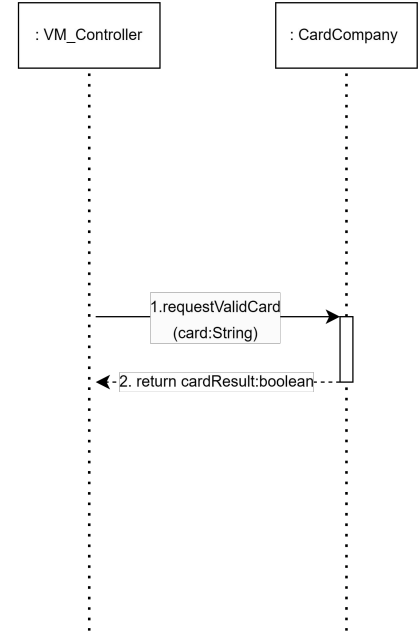 : VM_Controller
: CardCompany
1.requestValidCard
(card:String)
2. return cardResult:boolean